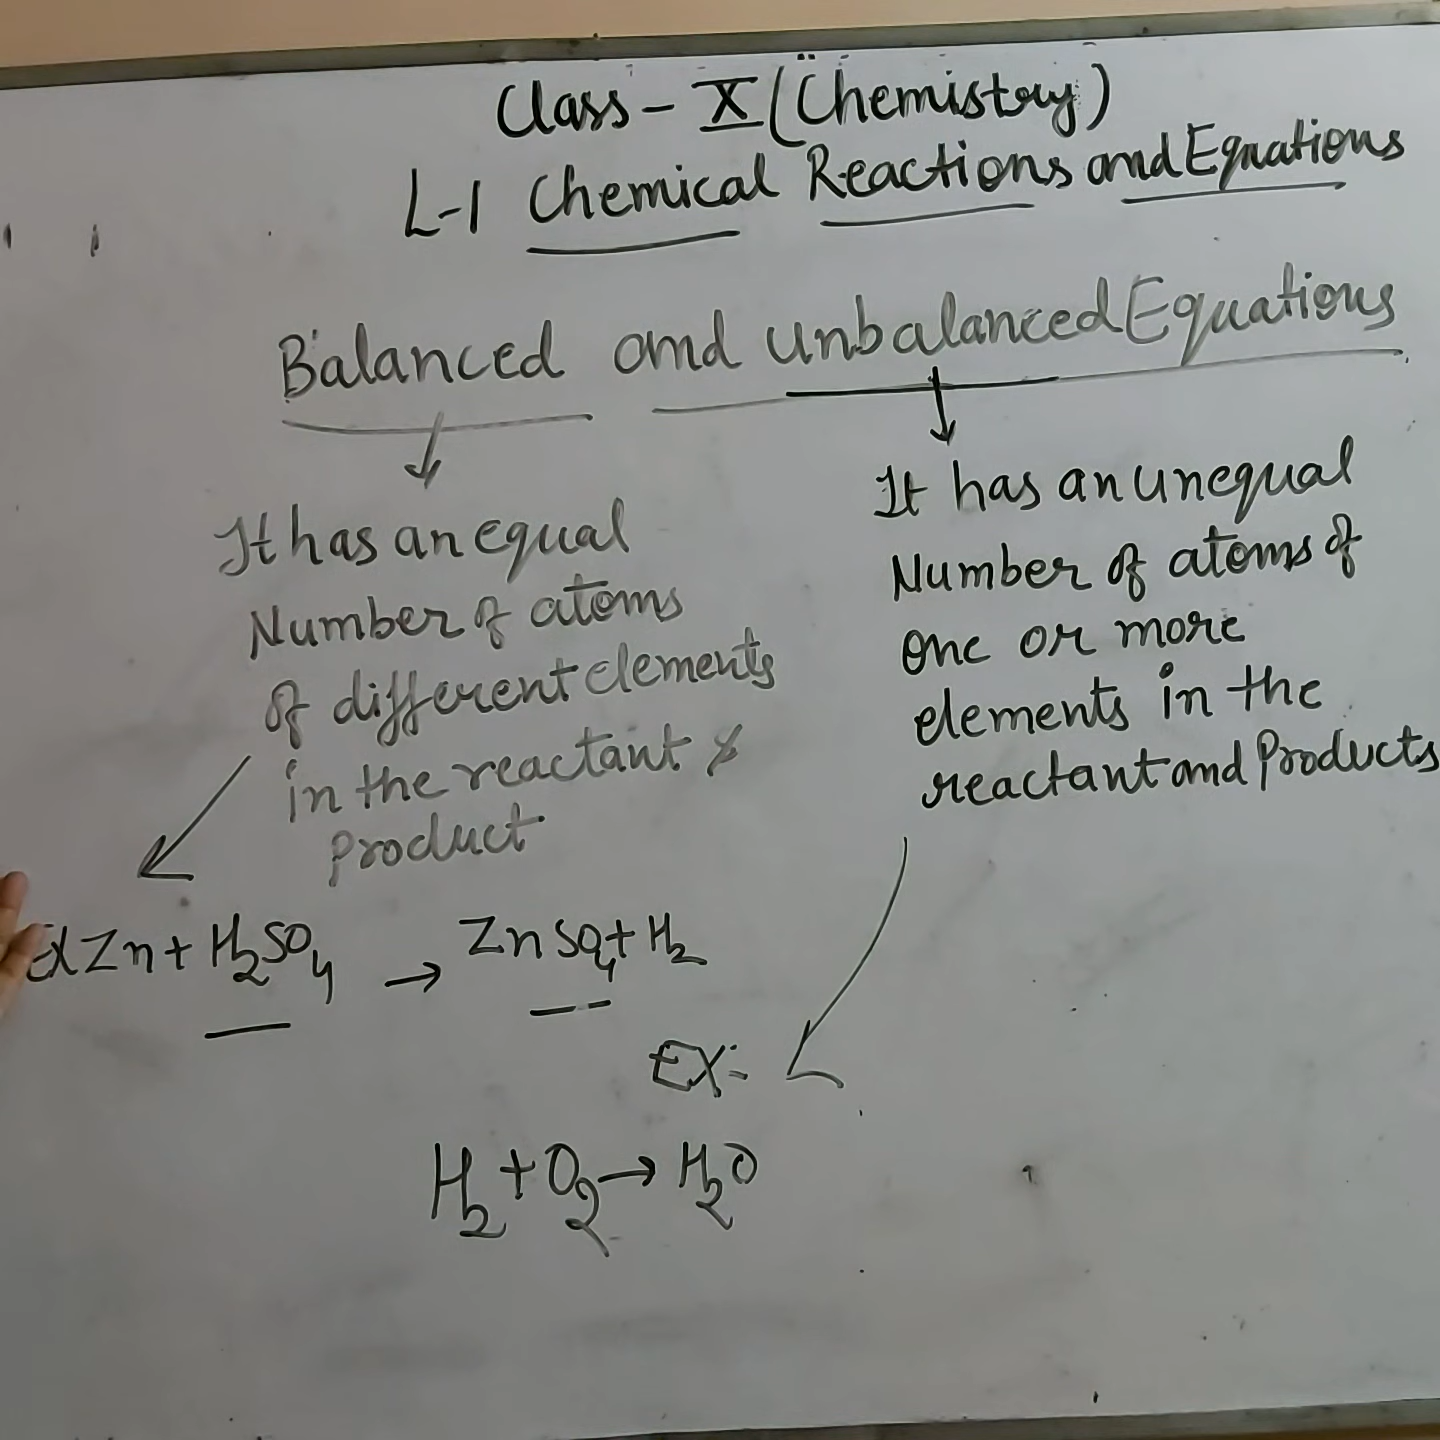 Class - X (Chemistry)
L-1 Chemical Reactions and Equations
Balanced and unbalanced Equations
It has an equal
Number of atoms
of different elements
in the reactant &
product
It has an unequal
Number of atoms of
one or more
elements in the
reactant and Products
Ex Zn + H2SO4 → ZnSO4 + H2
Ex:-
H2 + O2 → H2O